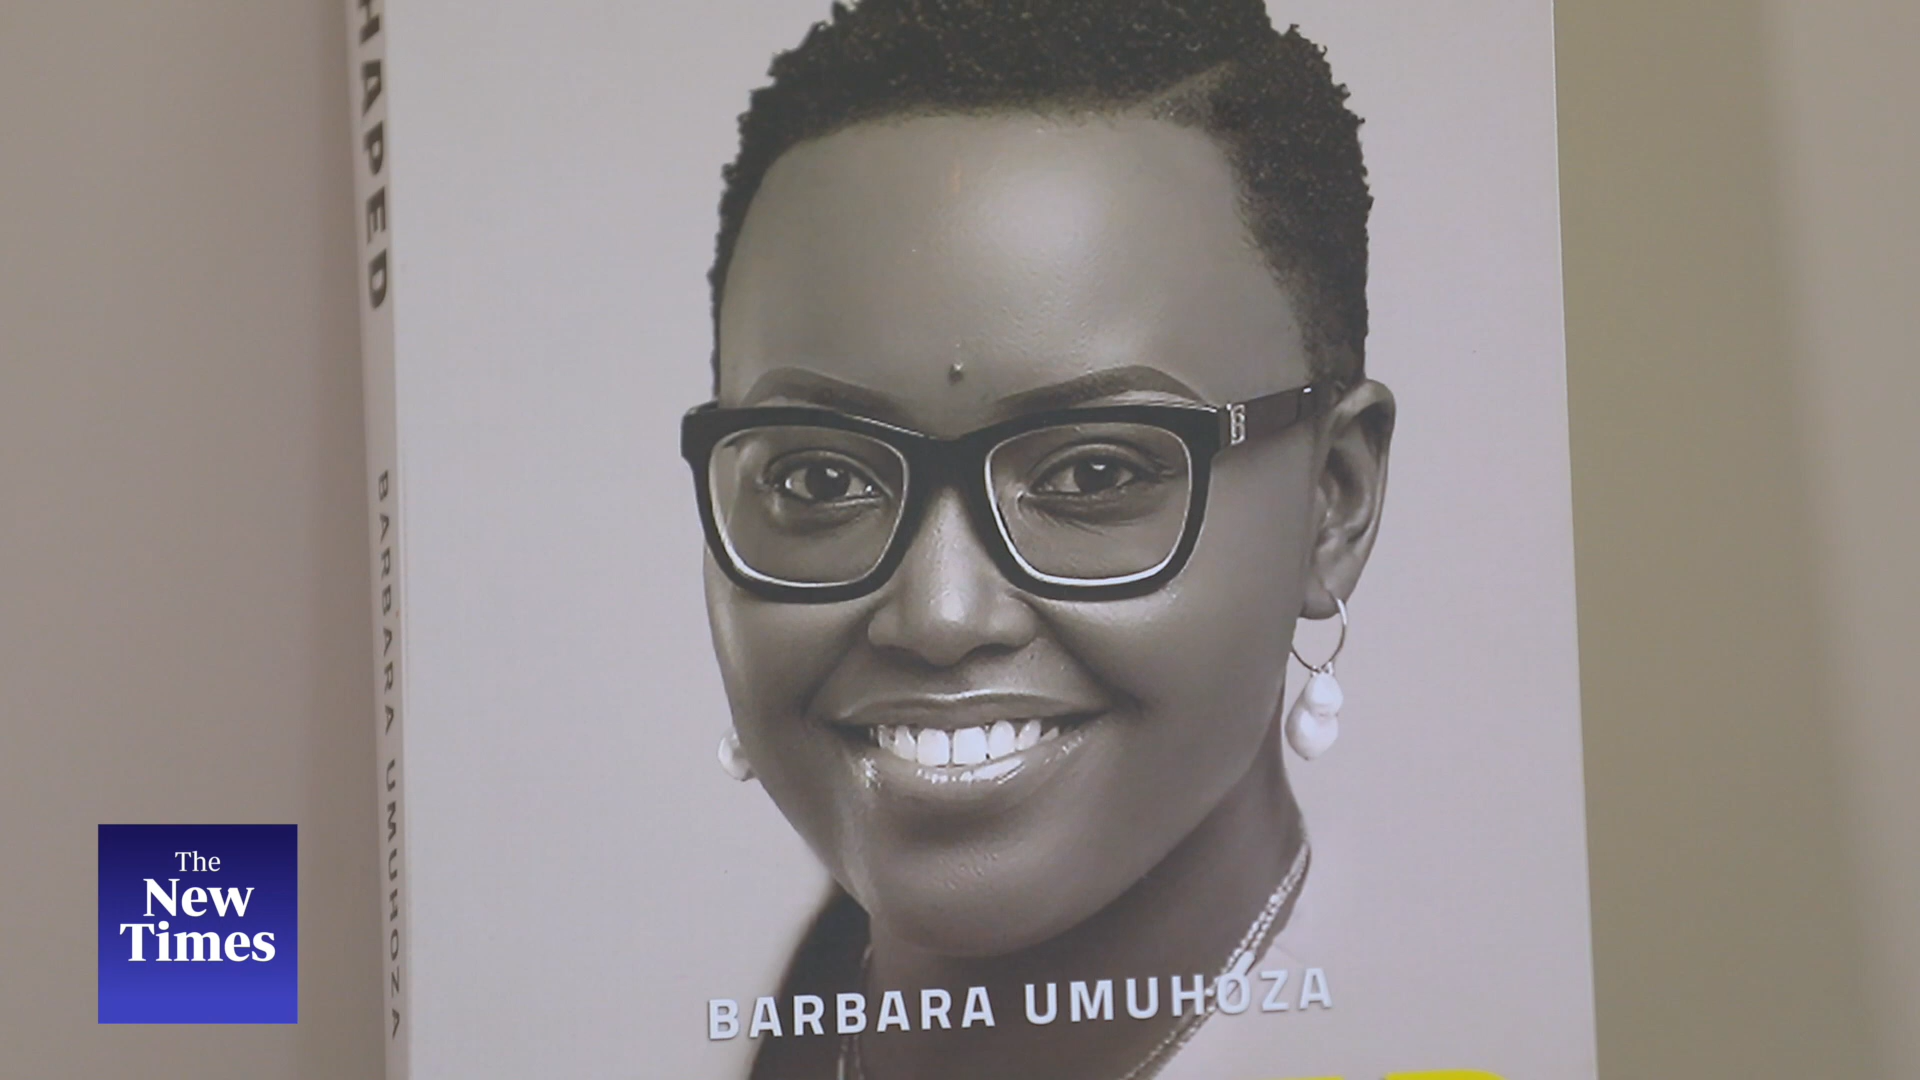 HAPED
BARBARA UMUHOZA
BARBARA UMUHOZA
The
New
Times